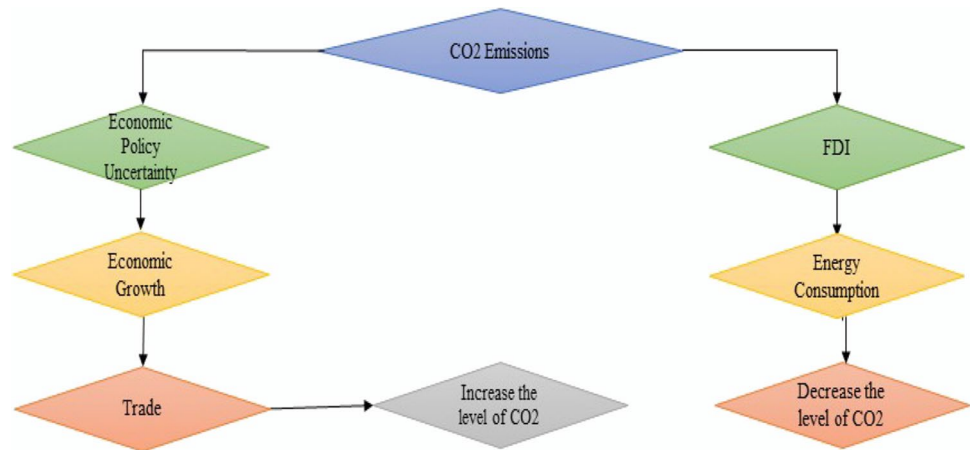 CO2 Emissions
Economic
Policy
Uncertainty
FDI
Economic
Growth
Energy
Consumption
Trade
Increase the
level of CO2
Decrease the
level of CO2